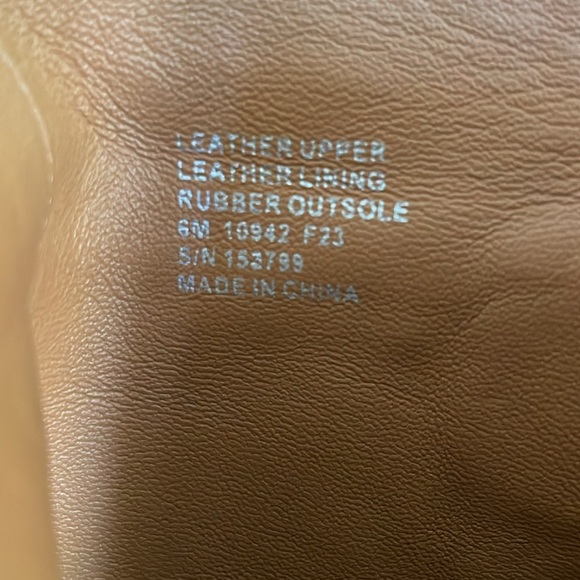 LEATHER UPPER
LEATHER LINING
RUBBER OUTSOLE
6M 10942 F23
S/N 153799
MADE IN CHINA